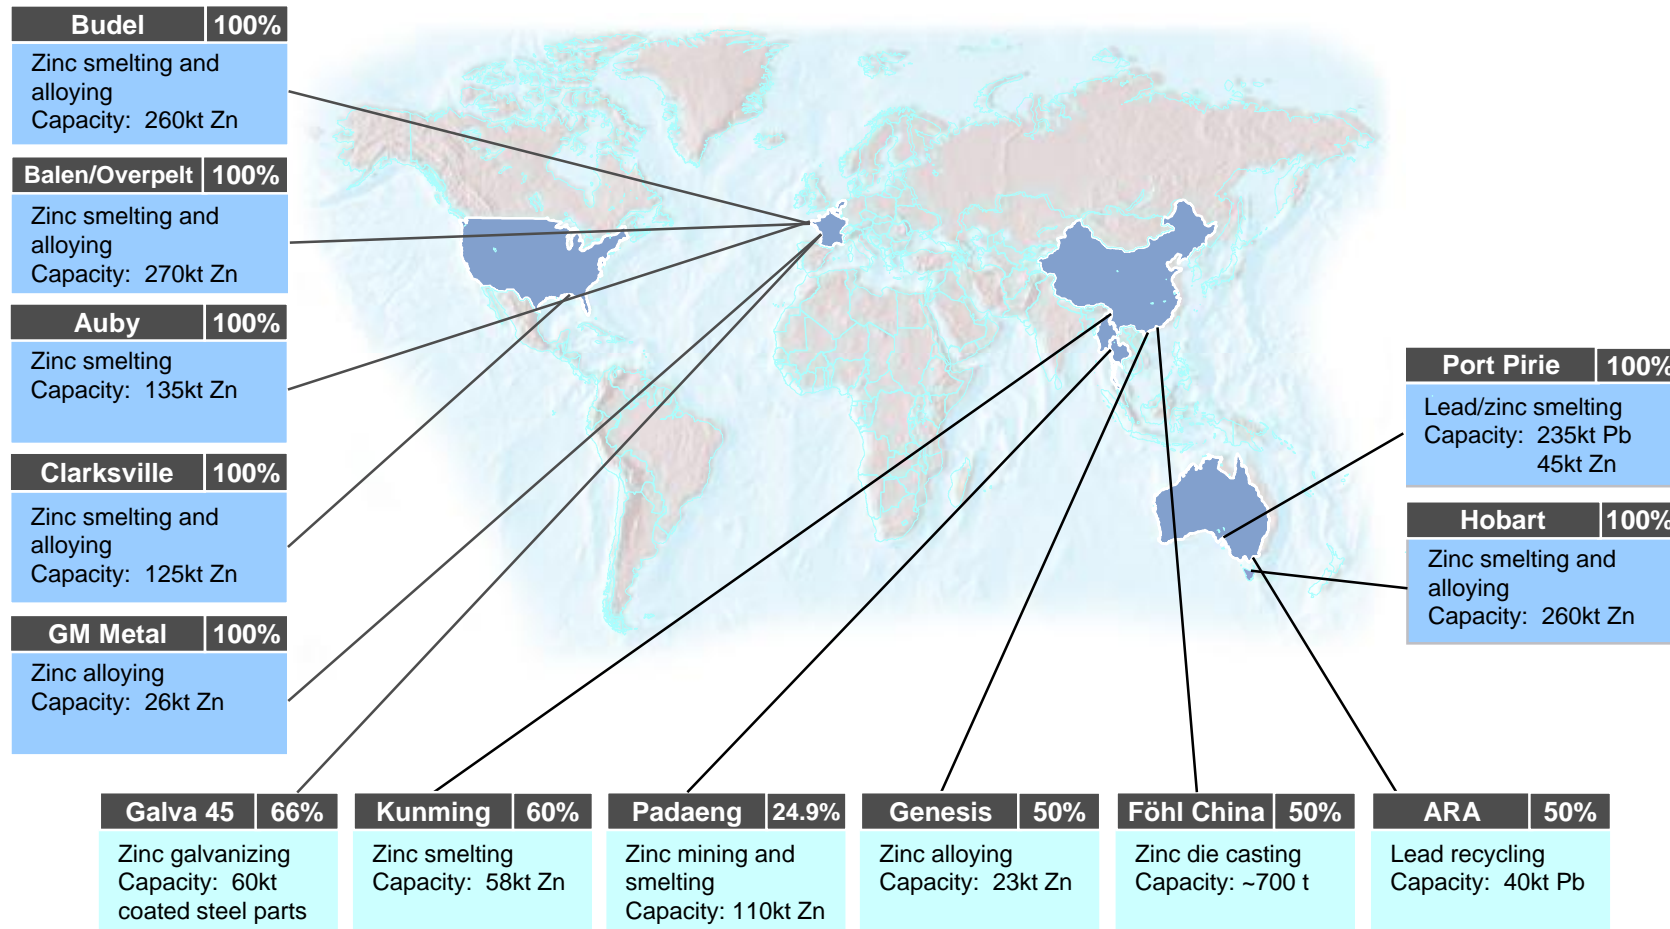 Budel 100%
Zinc smelting and
alloying
Capacity: 260kt Zn
Balen/Overpelt 100%
Zinc smelting and
alloying
Capacity: 270kt Zn
Auby 100%
Zinc smelting
Capacity: 135kt Zn
Clarksville 100%
Zinc smelting and
alloying
Capacity: 125kt Zn
GM Metal 100%
Zinc alloying
Capacity: 26kt Zn
Port Pirie 100%
Lead/zinc smelting
Capacity: 235kt Pb
45kt Zn
Hobart 100%
Zinc smelting and
alloying
Capacity: 260kt Zn
Galva 45 66%
Zinc galvanizing
Capacity: 60kt
coated steel parts
Kunming 60%
Zinc smelting
Capacity: 58kt Zn
Padaeng 24.9%
Zinc mining and
smelting
Capacity: 110kt Zn
Genesis 50%
Zinc alloying
Capacity: 23kt Zn
Föhl China 50%
Zinc die casting
Capacity: ~700 t
ARA 50%
Lead recycling
Capacity: 40kt Pb